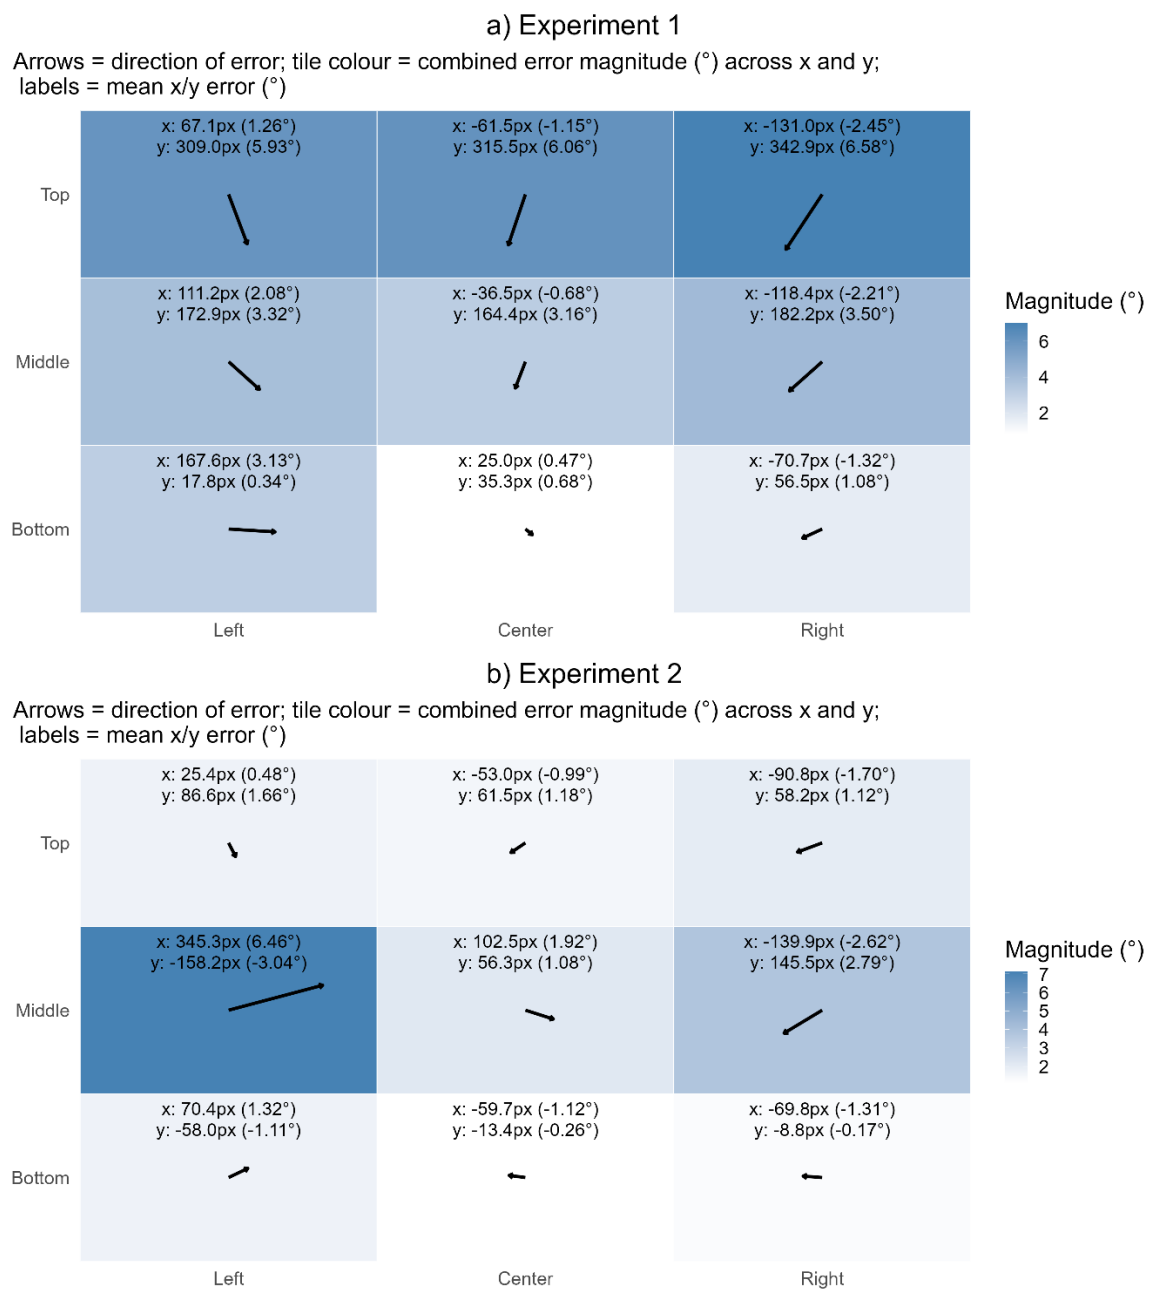 a) Experiment 1
Arrows = direction of error; tile colour = combined error magnitude (°) across x and y;
labels = mean x/y error (°)
x: 67.1px (1.26°)
y: 309.0px (5.93°)
x: -61.5px (-1.15°)
y: 315.5px (6.06°)
x: -131.0px (-2.45°)
y: 342.9px (6.58°)
Top
x: 111.2px (2.08°)
y: 172.9px (3.32°)
x: -36.5px (-0.68°)
y: 164.4px (3.16°)
x: -118.4px (-2.21°)
y: 182.2px (3.50°)
Middle
x: 167.6px (3.13°)
y: 17.8px (0.34°)
x: 25.0px (0.47°)
y: 35.3px (0.68°)
x: -70.7px (-1.32°)
y: 56.5px (1.08°)
Bottom
Left
Center
Right
Magnitude (°)
6
4
2
b) Experiment 2
Arrows = direction of error; tile colour = combined error magnitude (°) across x and y;
labels = mean x/y error (°)
x: 25.4px (0.48°)
y: 86.6px (1.66°)
x: -53.0px (-0.99°)
y: 61.5px (1.18°)
x: -90.8px (-1.70°)
y: 58.2px (1.12°)
Top
x: 345.3px (6.46°)
y: -158.2px (-3.04°)
x: 102.5px (1.92°)
y: 56.3px (1.08°)
x: -139.9px (-2.62°)
y: 145.5px (2.79°)
Middle
x: 70.4px (1.32°)
y: -58.0px (-1.11°)
x: -59.7px (-1.12°)
y: -13.4px (-0.26°)
x: -69.8px (-1.31°)
y: -8.8px (-0.17°)
Bottom
Left
Center
Right
Magnitude (°)
7
6
5
4
3
2